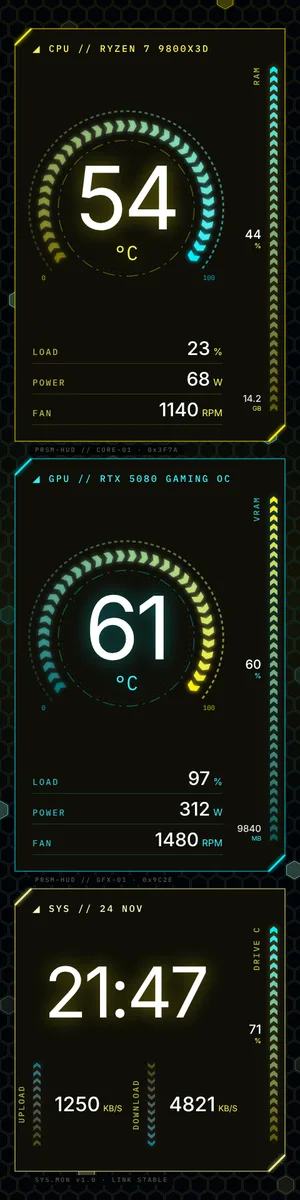 CPU // RYZEN 7 9800X3D
RAM
54
°C
0
100
44
%
LOAD 23 %
POWER 68 W
FAN 1140 RPM
14.2
GB
PRSM-HUD // CORE-01 · 0x3F7A
GPU // RTX 5080 GAMING OC
VRAM
61
°C
0
100
60
%
LOAD 97 %
POWER 312 W
FAN 1480 RPM
9840
MB
PRSM-HUD // GFX-01 · 0x9C2E
SYS // 24 NOV
DRIVE C
21:47
71
%
UPLOAD
1250 KB/S
DOWNLOAD
4821 KB/S
SYS.MON v1.0 · LINK STABLE